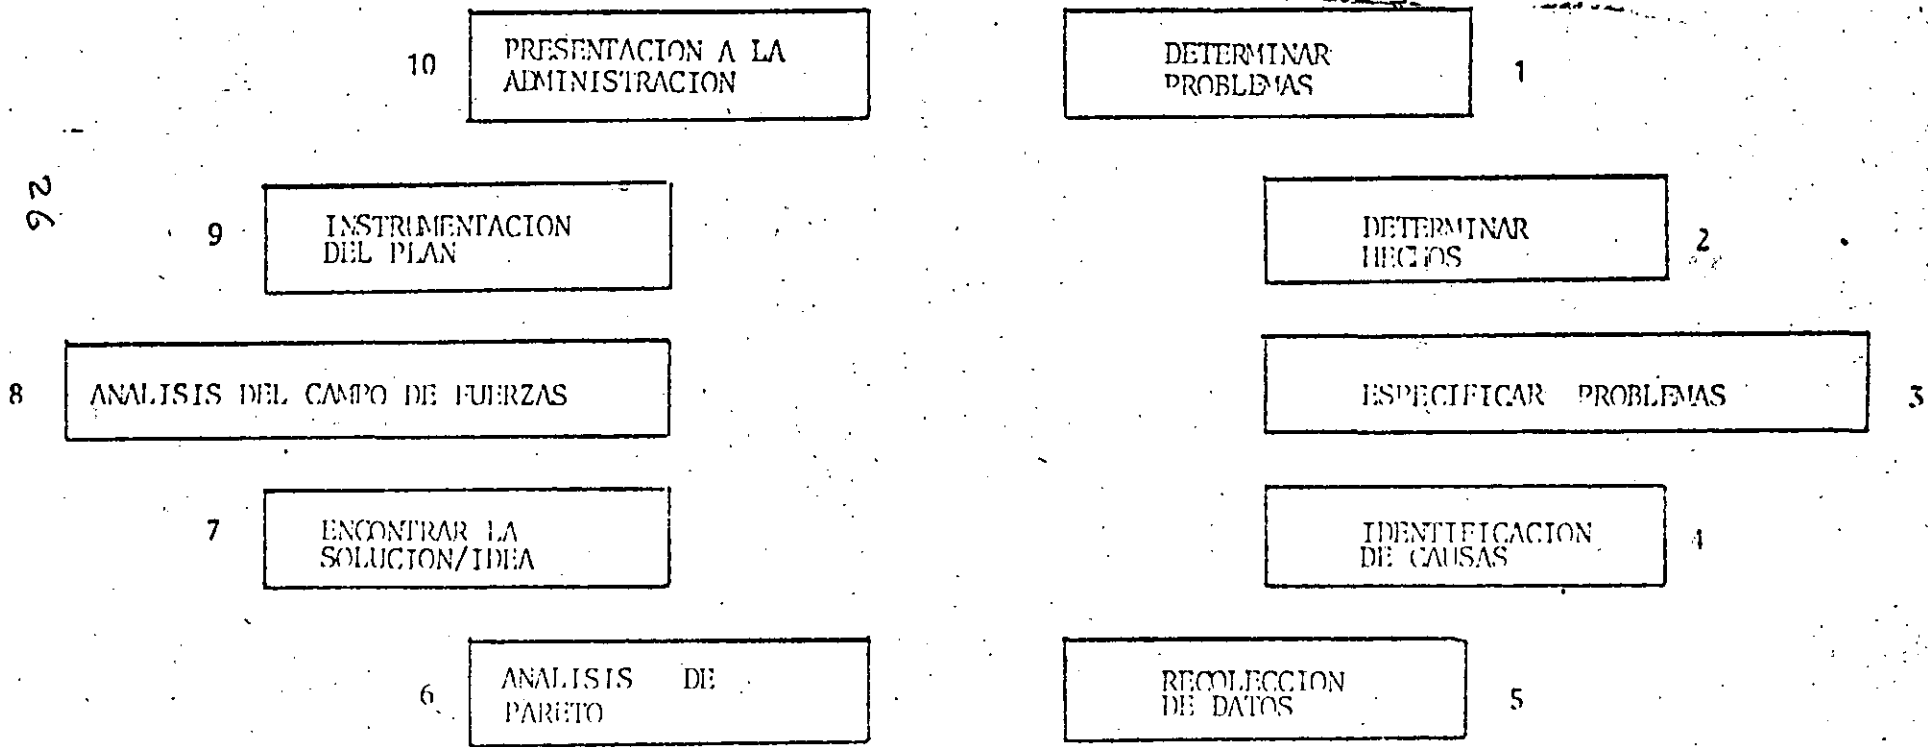 10
PRESENTACION A LA
ADMINISTRACION
DETERMINAR
PROBLEMAS
1
26
9
INSTRUMENTACION
DEL PLAN
DETERMINAR
HECHOS
2
8
ANALISIS DEL CAMPO DE FUERZAS
ESPECIFICAR PROBLEMAS
3
7
ENCONTRAR LA
SOLUCION/IDEA
IDENTIFICACION
DE CAUSAS
4
6
ANALISIS DE
PARETO
RECOLECCION
DE DATOS
5